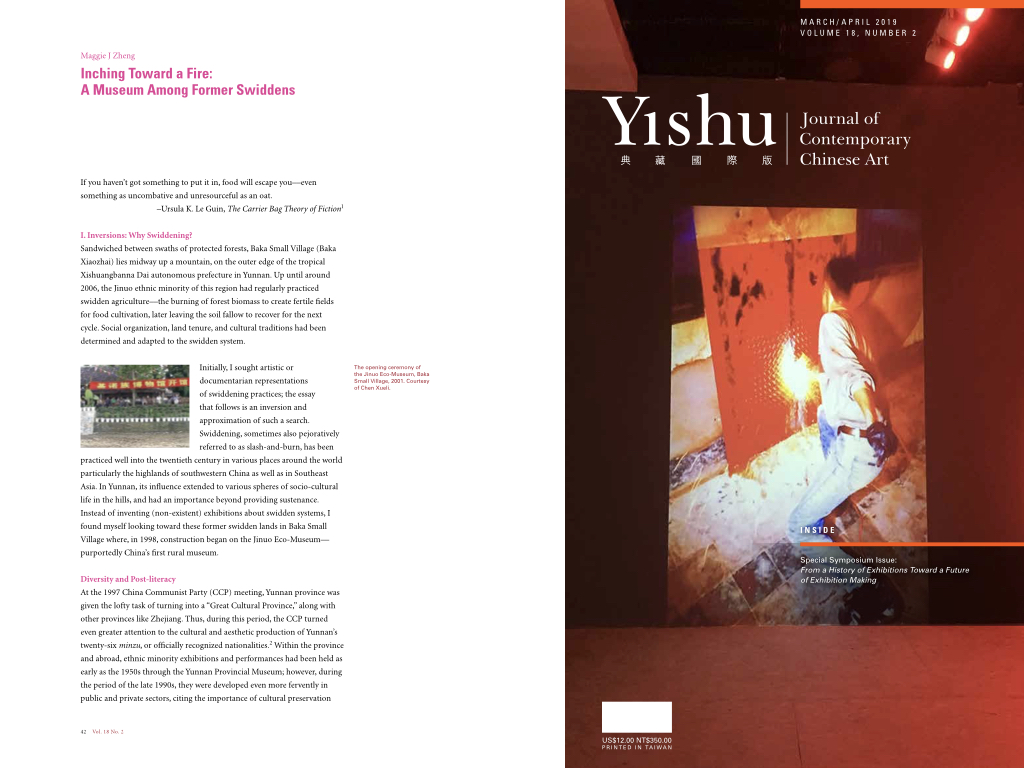 Maggie J Zheng
Inching Toward a Fire:
A Museum Among Former Swiddens
If you haven't got something to put it in, food will escape you—even
something as uncombative and unresourceful as an oat.
–Ursula K. Le Guin, The Carrier Bag Theory of Fiction1
I. Inversions: Why Swiddening?
Sandwiched between swaths of protected forests, Baka Small Village (Baka
Xiaozhai) lies midway up a mountain, on the outer edge of the tropical
Xishuangbanna Dai autonomous prefecture in Yunnan. Up until around
2006, the Jinuo ethnic minority of this region had regularly practiced
swidden agriculture—the burning of forest biomass to create fertile fields
for food cultivation, later leaving the soil fallow to recover for the next
cycle. Social organization, land tenure, and cultural traditions had been
determined and adapted to the swidden system.
Initially, I sought artistic or
documentarian representations
of swiddening practices; the essay
that follows is an inversion and
approximation of such a search.
Swiddening, sometimes also pejoratively
referred to as slash-and-burn, has been
practiced well into the twentieth century in various places around the world
particularly the highlands of southwestern China as well as in Southeast
Asia. In Yunnan, its influence extended to various spheres of socio-cultural
life in the hills, and had an importance beyond providing sustenance.
Instead of inventing (non-existent) exhibitions about swidden systems, I
found myself looking toward these former swidden lands in Baka Small
Village where, in 1998, construction began on the Jinuo Eco-Museum—
purportedly China's first rural museum.
The opening ceremony of
the Jinuo Eco-Museum, Baka
Small Village, 2001. Courtesy
of Chen Xueli.
Diversity and Post-literacy
At the 1997 China Communist Party (CCP) meeting, Yunnan province was
given the lofty task of turning into a "Great Cultural Province," along with
other provinces like Zhejiang. Thus, during this period, the CCP turned
even greater attention to the cultural and aesthetic production of Yunnan's
twenty-six minzu, or officially recognized nationalities.2 Within the province
and abroad, ethnic minority exhibitions and performances had been held as
early as the 1950s through the Yunnan Provincial Museum; however, during
the period of the late 1990s, they were developed even more fervently in
public and private sectors, citing the importance of cultural preservation
42 Vol. 18 No. 2
MARCH/APRIL 2019
VOLUME 18, NUMBER 2
Yishu
典藏國際版
Journal of
Contemporary
Chinese Art
INSIDE
Special Symposium Issue:
From a History of Exhibitions Toward a Future
of Exhibition Making
US$12.00 NT$350.00
PRINTED IN TAIWAN